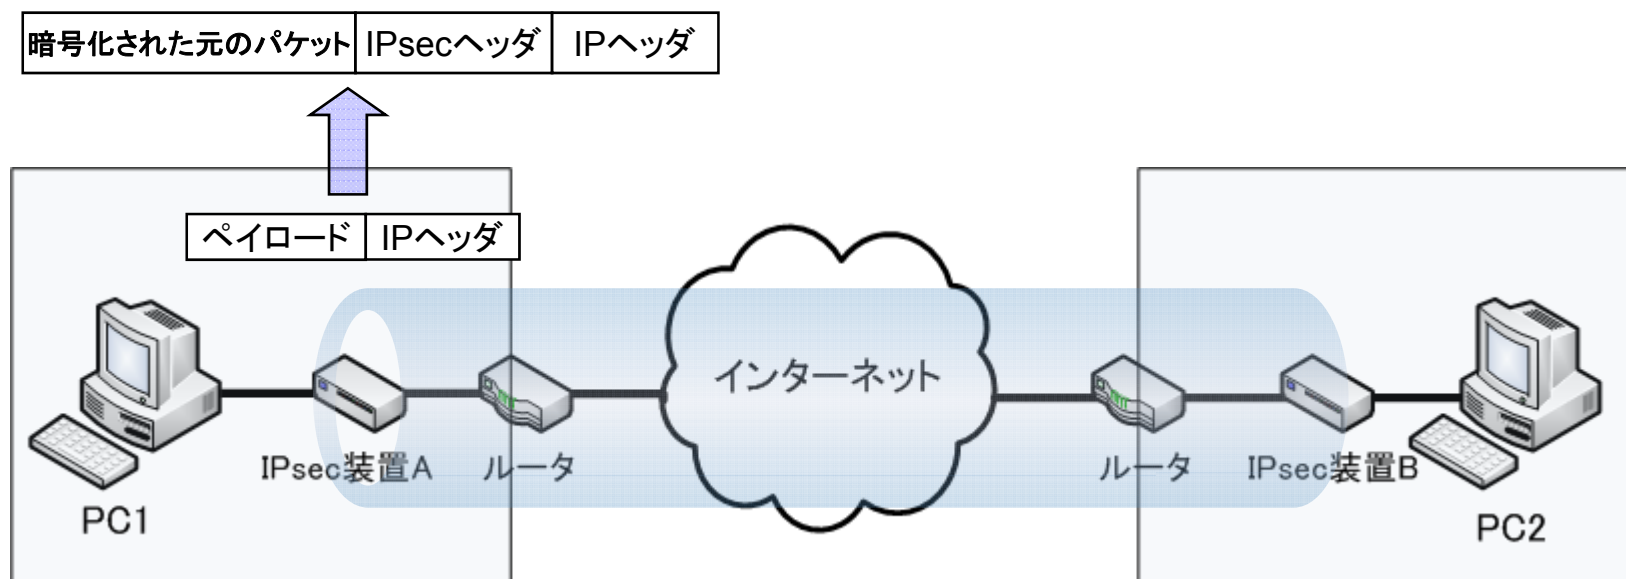 暗号化された元のパケット IPsecヘッダ IPヘッダ
ペイロード IPヘッダ
インターネット
IPsec装置A ルータ ルータ IPsec装置B
PC1 PC2